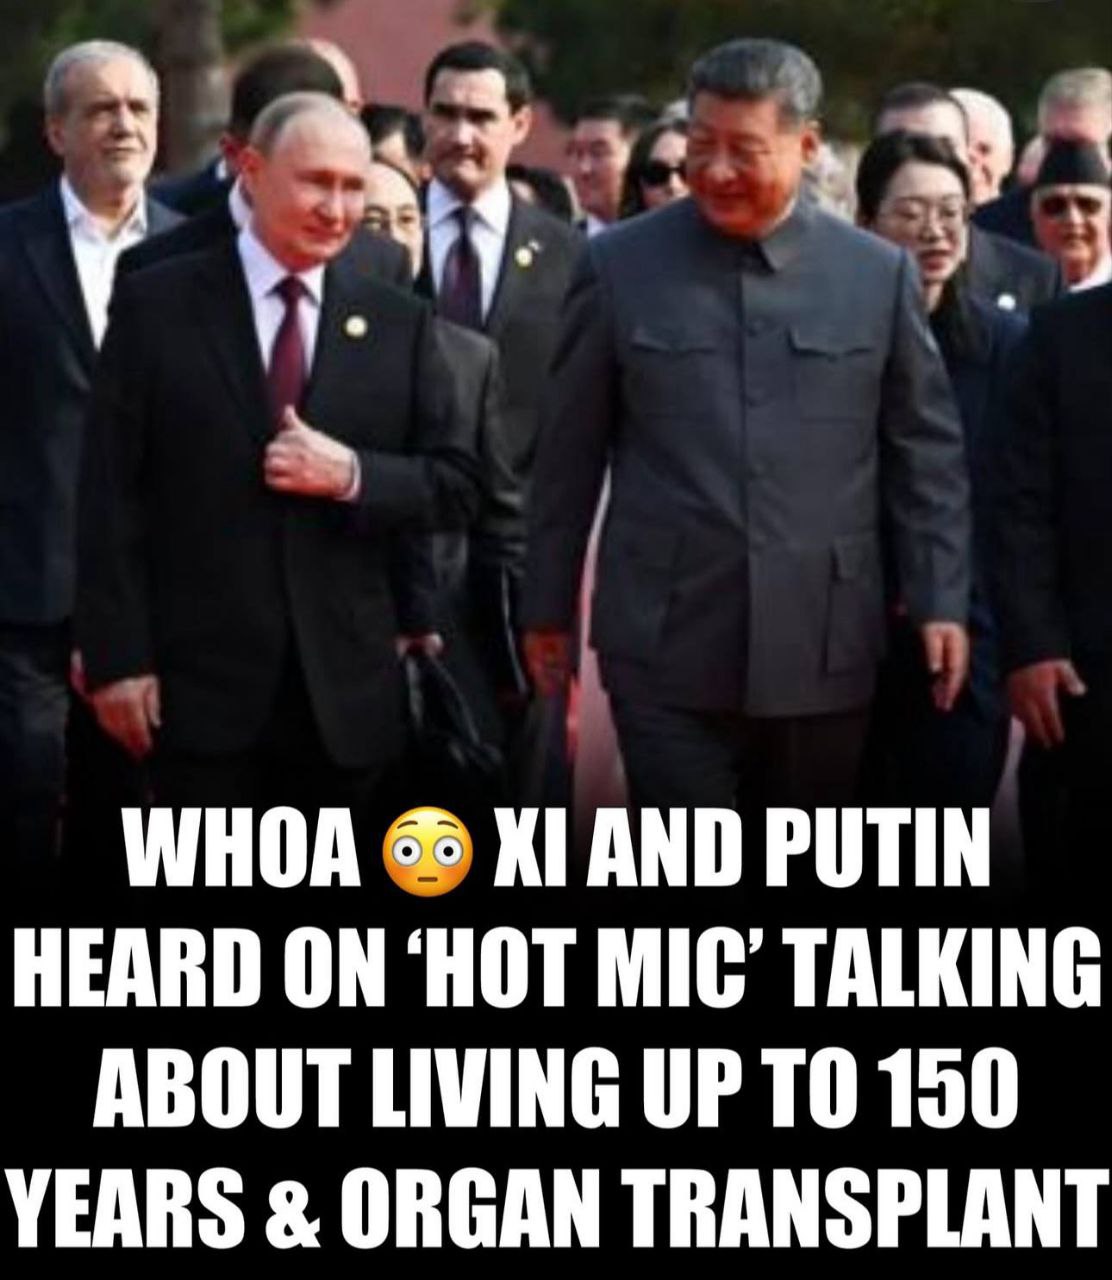 WHOA 😳 XI AND PUTIN
HEARD ON ‘HOT MIC’ TALKING
ABOUT LIVING UP TO 150
YEARS & ORGAN TRANSPLANT